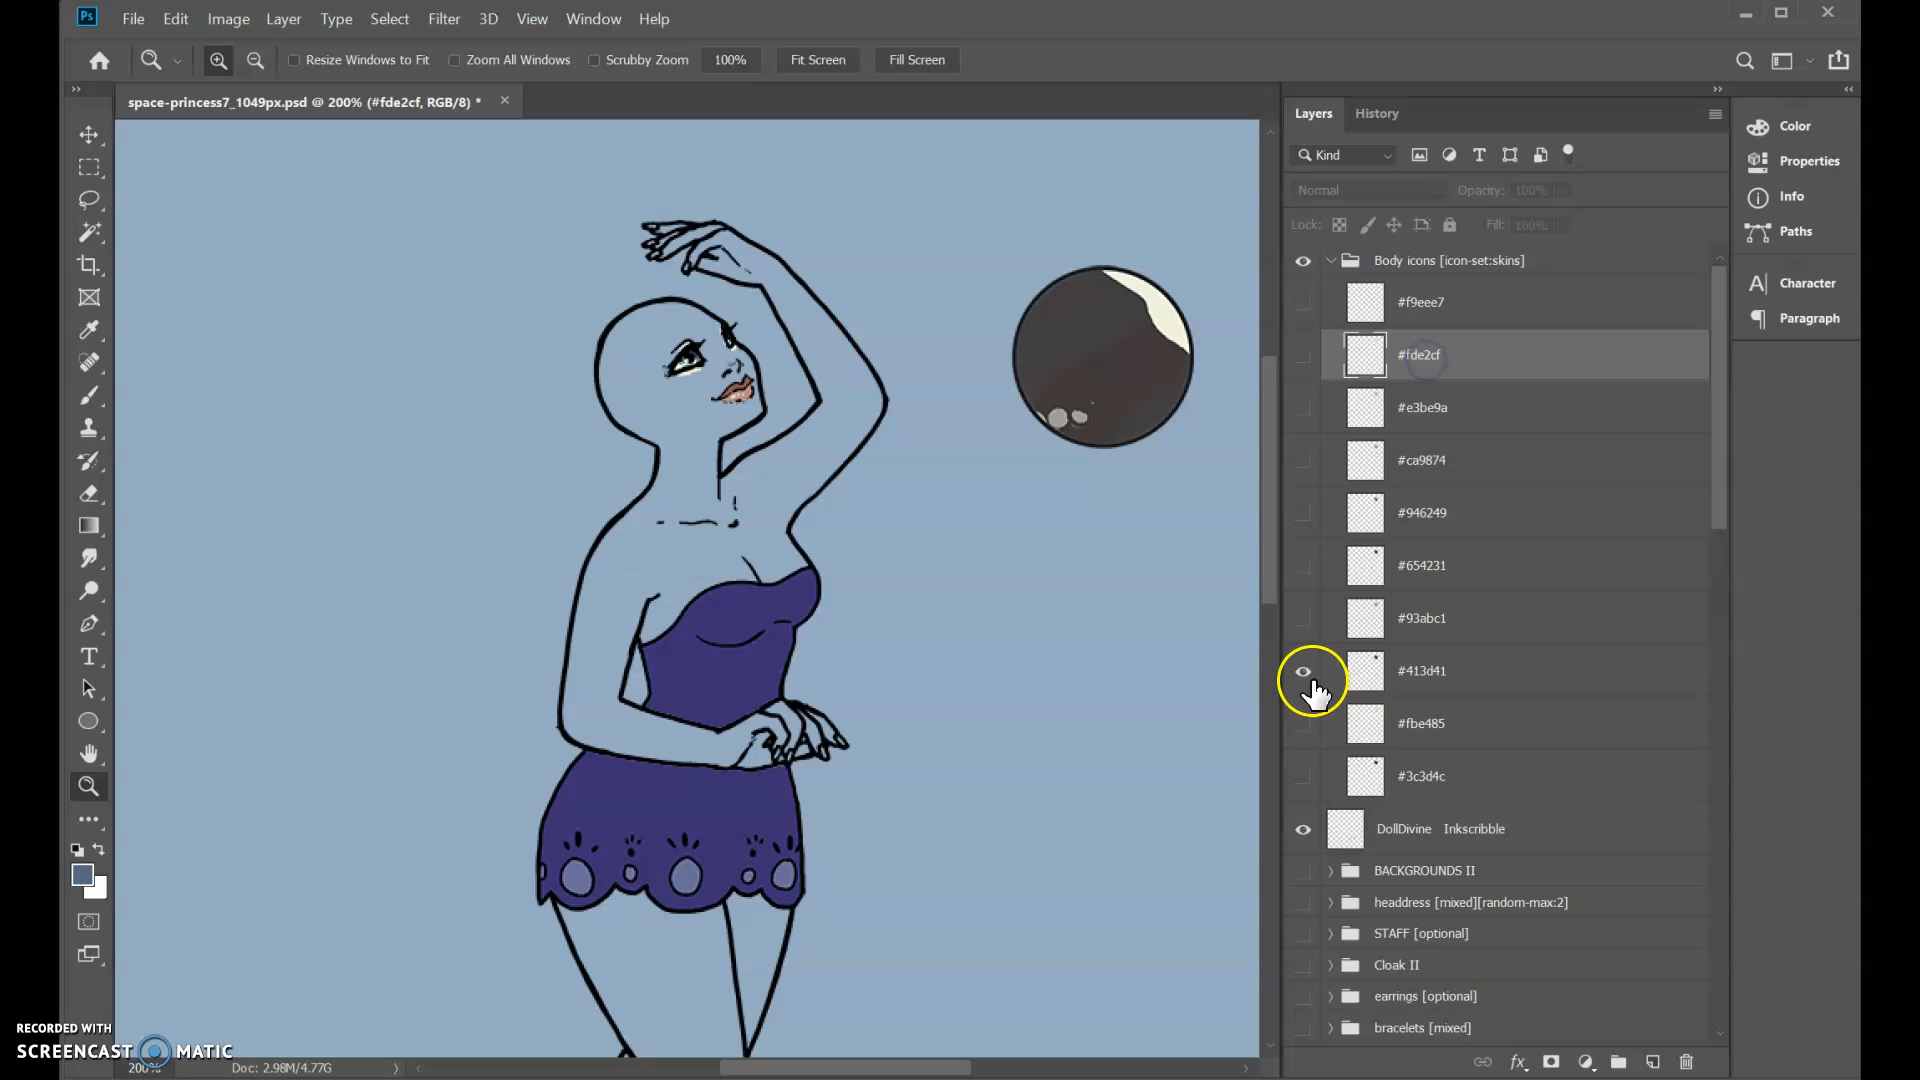 Ps File Edit Image Layer Type Select Filter 3D View Window Help
Resize Windows to Fit Zoom All Windows Scrubby Zoom 100% Fit Screen Fill Screen
space-princess7_1049px.psd @ 200% (#fde2cf, RGB/8) *
Layers History
Kind
Normal Opacity: 100%
Lock: Fill: 100%
Body icons [icon-set:skins]
#f9eee7
#fde2cf
#e3be9a
#ca9874
#946249
#654231
#93abc1
#413d41
#fbe485
#3c3d4c
DollDivine Inkscribble
BACKGROUNDS II
headdress [mixed][random-max:2]
STAFF [optional]
Cloak II
earrings [optional]
bracelets [mixed]
Color
Properties
Info
Paths
Character
Paragraph
200% Doc: 2.98M/4.77G
RECORDED WITH
SCREENCAST MATIC